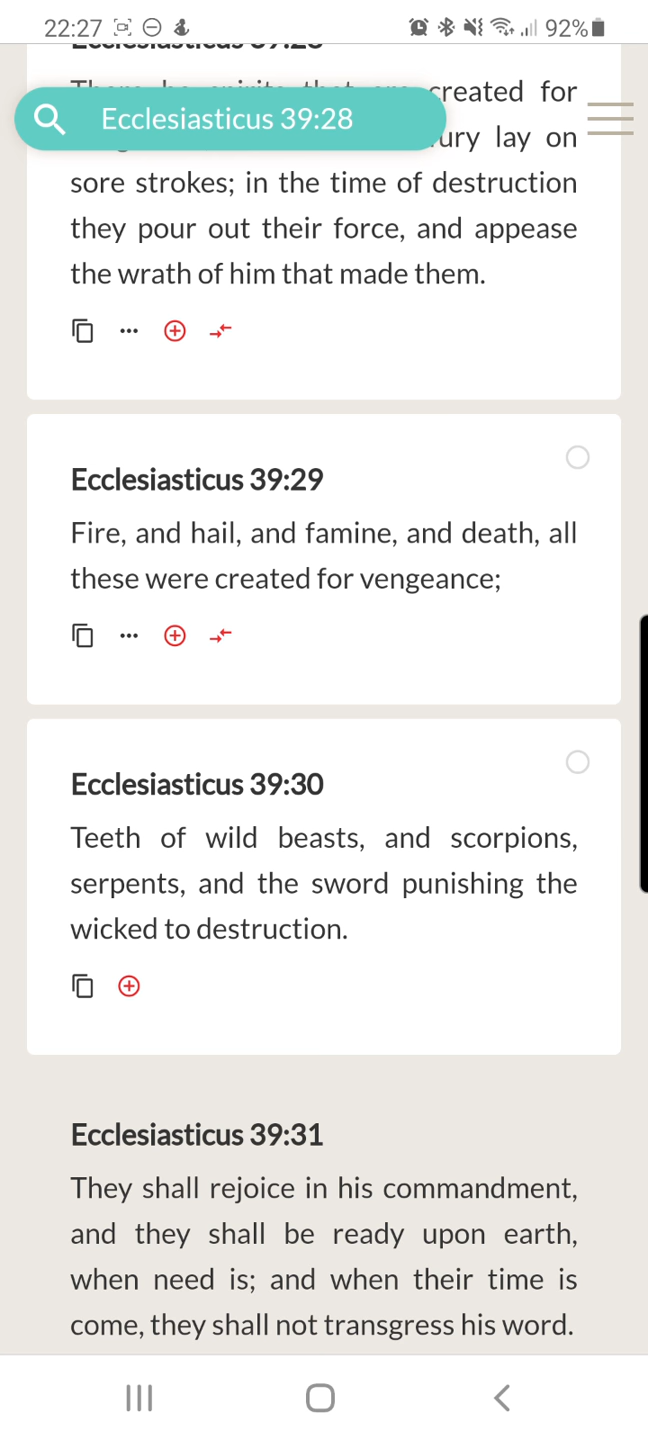 22:27
92%
Ecclesiasticus 39:28
created for
ury lay on
sore strokes; in the time of destruction
they pour out their force, and appease
the wrath of him that made them.
Ecclesiasticus 39:29
Fire, and hail, and famine, and death, all
these were created for vengeance;
Ecclesiasticus 39:30
Teeth of wild beasts, and scorpions,
serpents, and the sword punishing the
wicked to destruction.
Ecclesiasticus 39:31
They shall rejoice in his commandment,
and they shall be ready upon earth,
when need is; and when their time is
come, they shall not transgress his word.